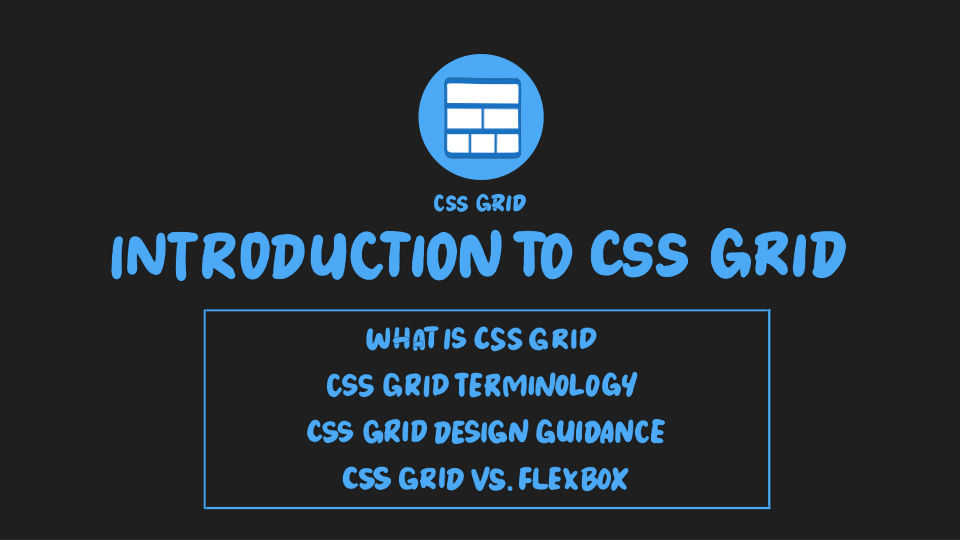 CSS GRID
INTRODUCTION TO CSS GRID
WHAT IS CSS GRID
CSS GRID TERMINOLOGY
CSS GRID DESIGN GUIDANCE
CSS GRID VS. FLEXBOX